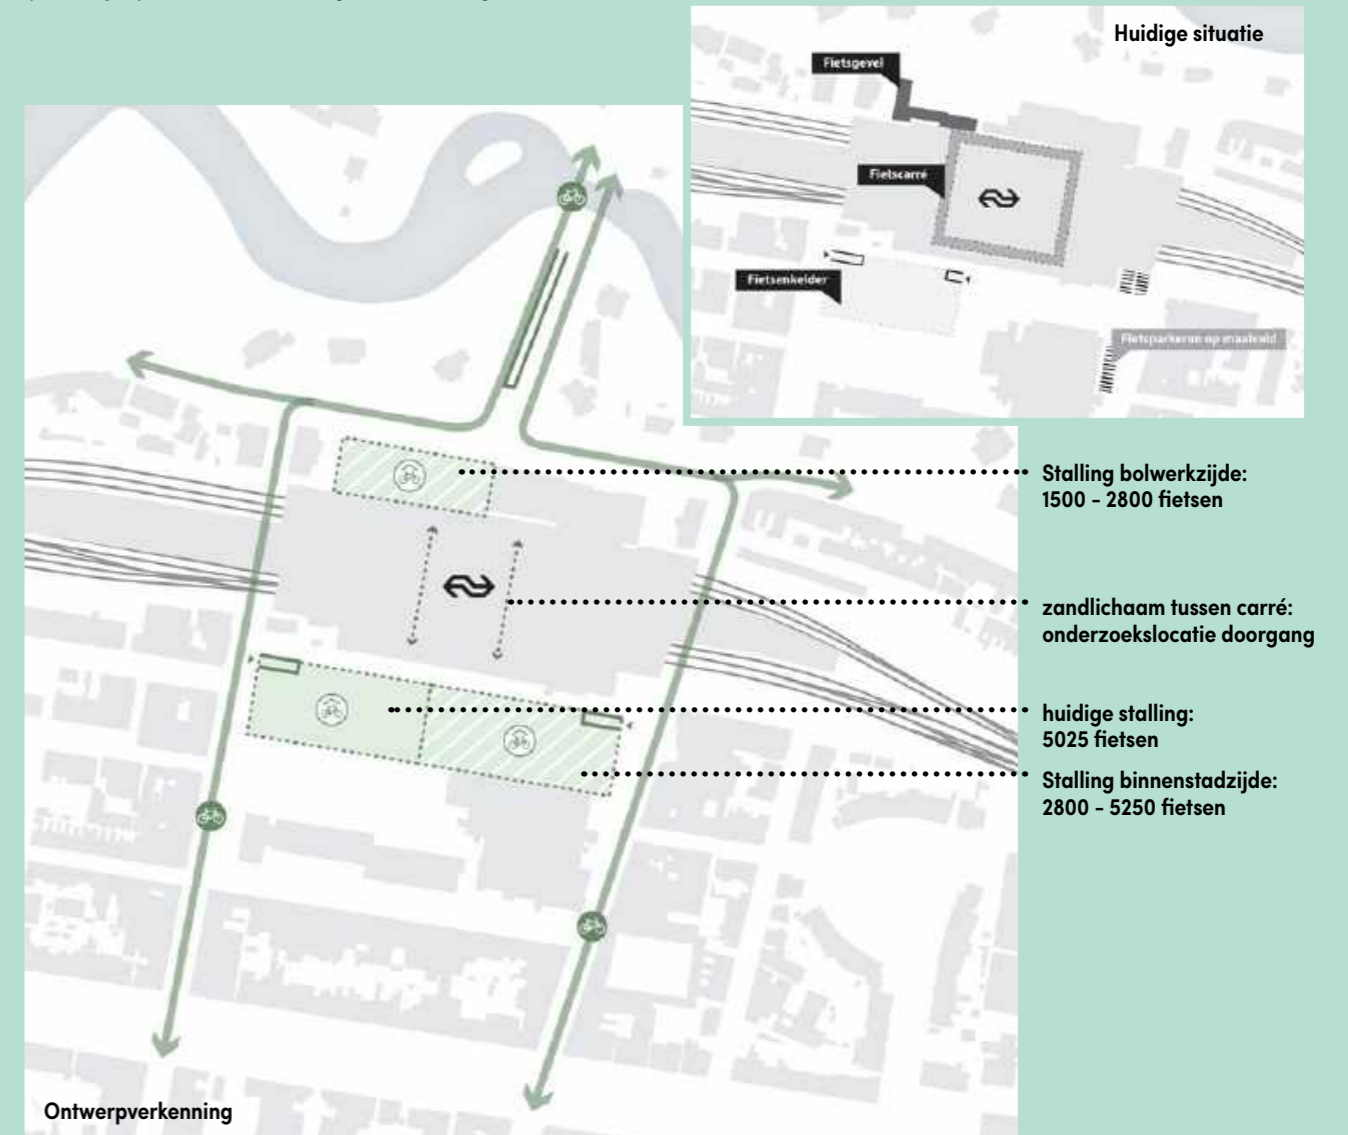 Huidige situatie
Fietsgevel
Fietscarré
Fietsenkelder
Fietsparkeren op maaiveld
Stalling bolwerkzijde:
1500 - 2800 fietsen
zandlichaam tussen carré:
onderzoekslocatie doorgang
huidige stalling:
5025 fietsen
Stalling binnenstadzijde:
2800 - 5250 fietsen
Ontwerpverkenning